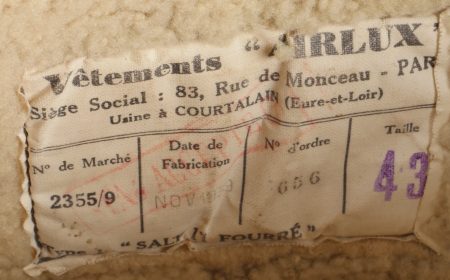 Vêtements "AIRLUX"
Siège Social : 83, Rue de Monceau - PAR
Usine à COURTALAIN (Eure-et-Loir)
N° de Marché Date de Fabrication N° d'ordre Taille
2355/9 NOV 656 43
"SALT FOURRÉ"